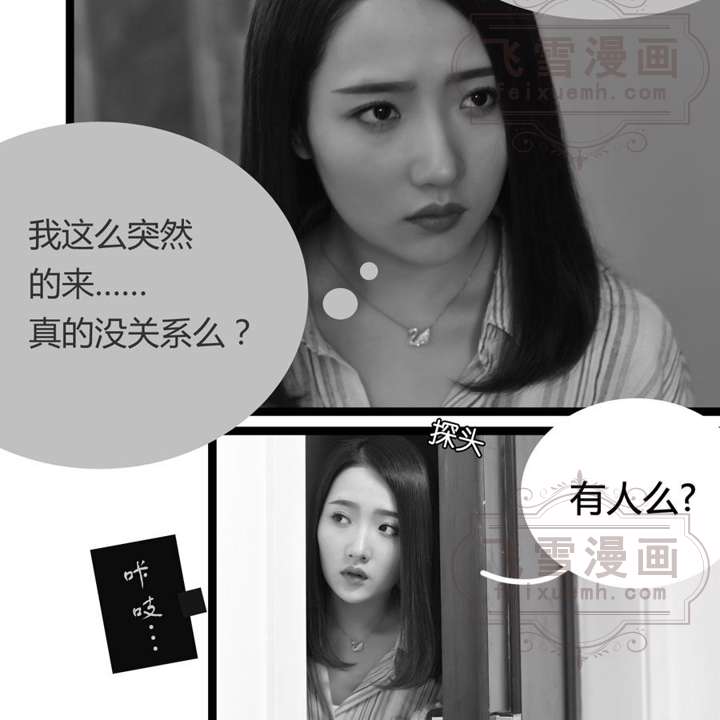 飞雪漫画
feixuemh.com
我这么突然
的来……
真的没关系么？
探头
有人么?
飞雪漫画
feixuemh.com
咔
吱…